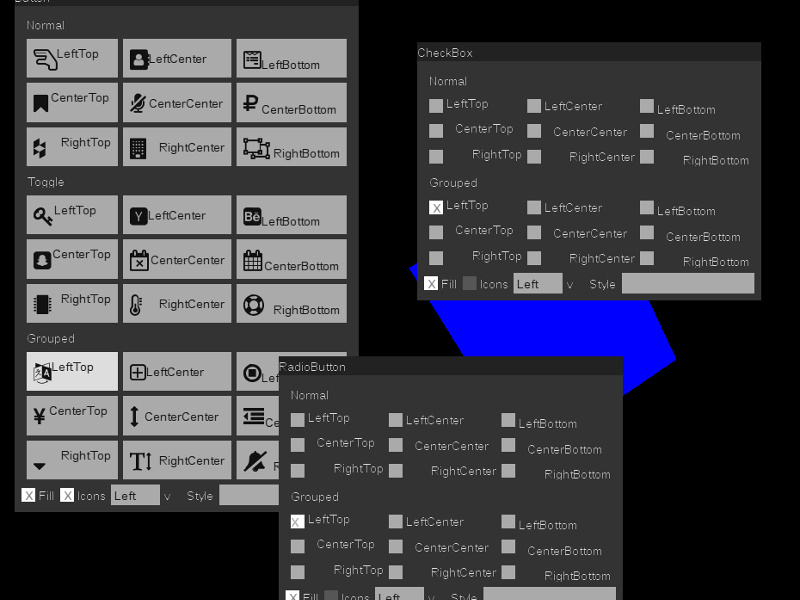 Button
Normal
LeftTop LeftCenter LeftBottom
CenterTop CenterCenter CenterBottom
RightTop RightCenter RightBottom
Toggle
LeftTop LeftCenter LeftBottom
CenterTop CenterCenter CenterBottom
RightTop RightCenter RightBottom
Grouped
LeftTop LeftCenter Lef
CenterTop CenterCenter Ce
RightTop RightCenter R
X Fill X Icons Left v Style
CheckBox
Normal
LeftTop LeftCenter LeftBottom
CenterTop CenterCenter CenterBottom
RightTop RightCenter RightBottom
Grouped
X LeftTop LeftCenter LeftBottom
CenterTop CenterCenter CenterBottom
RightTop RightCenter RightBottom
X Fill Icons Left v Style
RadioButton
Normal
LeftTop LeftCenter LeftBottom
CenterTop CenterCenter CenterBottom
RightTop RightCenter RightBottom
Grouped
X LeftTop LeftCenter LeftBottom
CenterTop CenterCenter CenterBottom
RightTop RightCenter RightBottom
X Fill Icons Left v Style